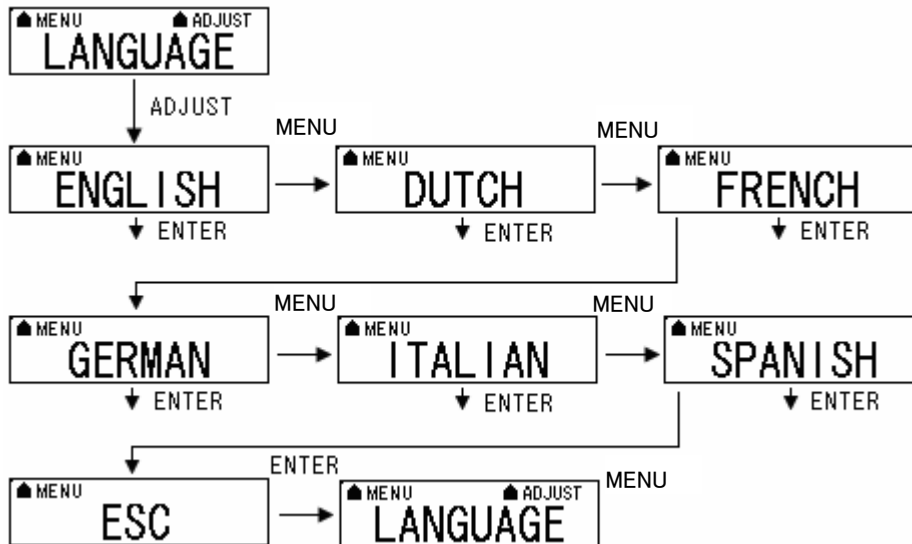 MENU ADJUST
LANGUAGE
ADJUST
MENU MENU
MENU MENU MENU
ENGLISH DUTCH FRENCH
ENTER ENTER ENTER
MENU MENU
MENU MENU MENU
GERMAN ITALIAN SPANISH
ENTER ENTER ENTER
ENTER
MENU
MENU MENU ADJUST
ESC LANGUAGE